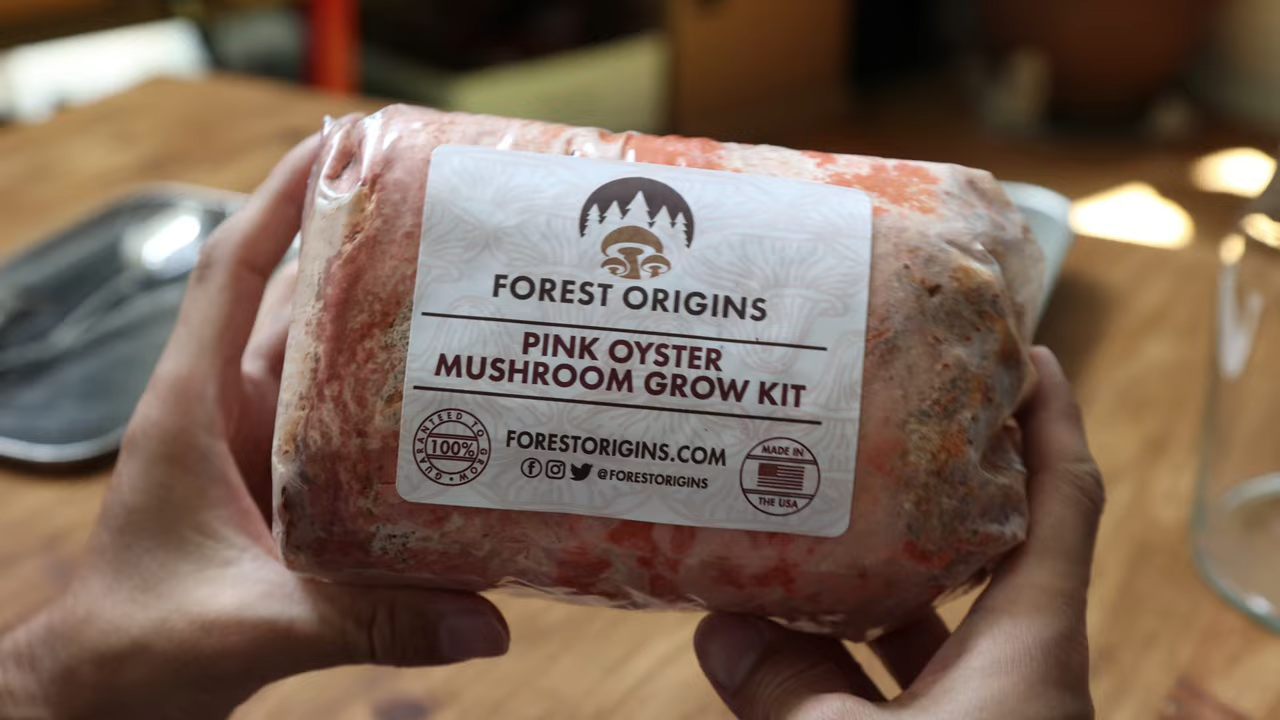 FOREST ORIGINS
PINK OYSTER
MUSHROOM GROW KIT
GUARANTEED TO GROW
100%
FORESTORIGINS.COM
@FORESTORIGINS
MADE IN
THE USA